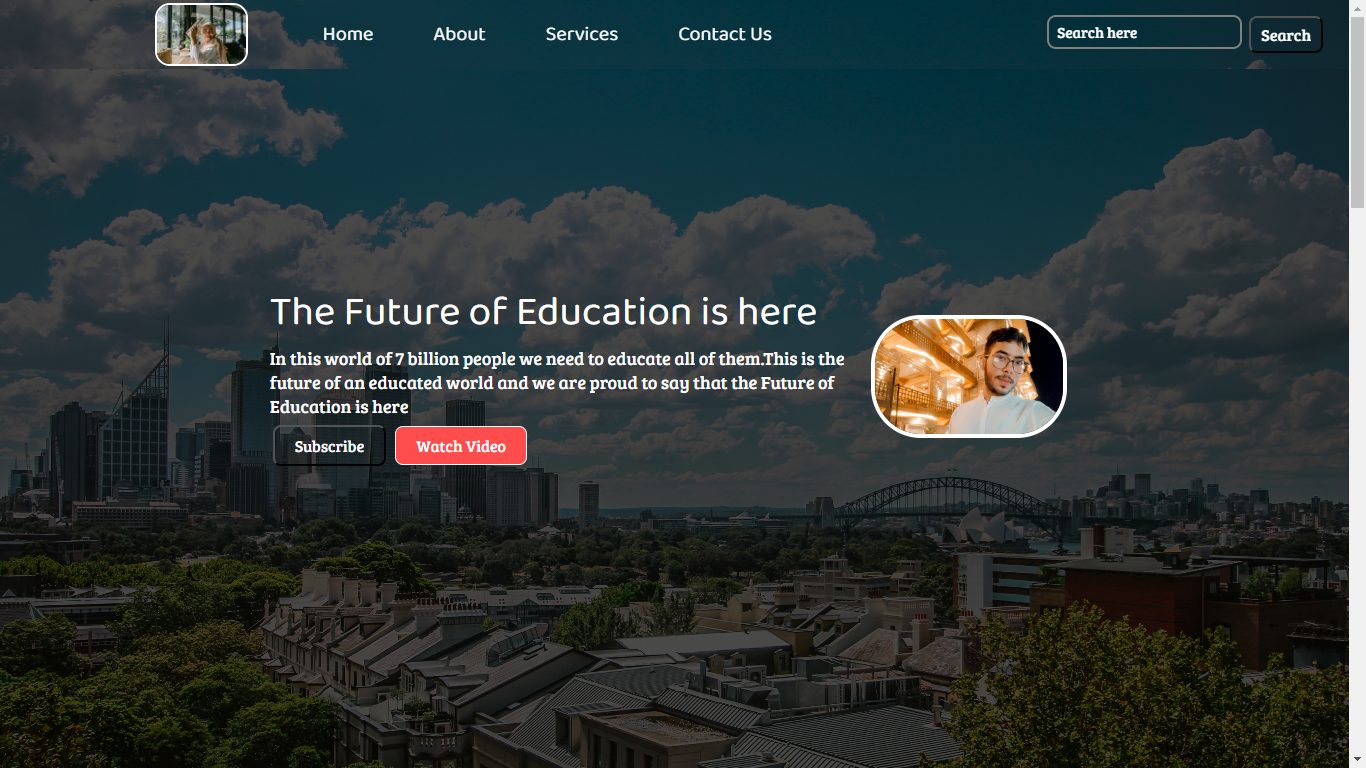 Home About Services Contact Us Search here Search
The Future of Education is here
In this world of 7 billion people we need to educate all of them.This is the
future of an educated world and we are proud to say that the Future of
Education is here
Subscribe Watch Video